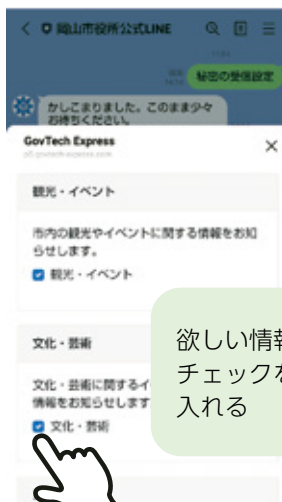 岡山市役所公式LINE
秘密の受信設定
かしこまりました。このまま少々
お待ちください。
GovTech Express
観光・イベント
市内の観光やイベントに関する情報をお知
らせします。
観光・イベント
文化・芸術
文化・芸術に関するイ
情報をお知らせします
文化・芸術
欲しい情報
チェックを
入れる